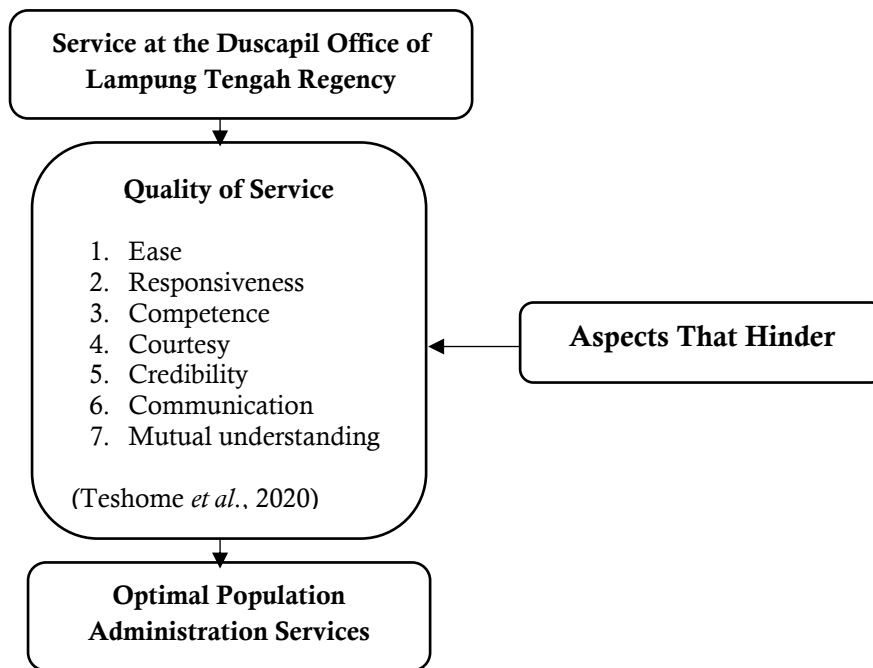 Service at the Duscapil Office of
Lampung Tengah Regency
Quality of Service
1. Ease
2. Responsiveness
3. Competence
4. Courtesy
5. Credibility
6. Communication
7. Mutual understanding
(Teshome et al., 2020)
Aspects That Hinder
Optimal Population
Administration Services